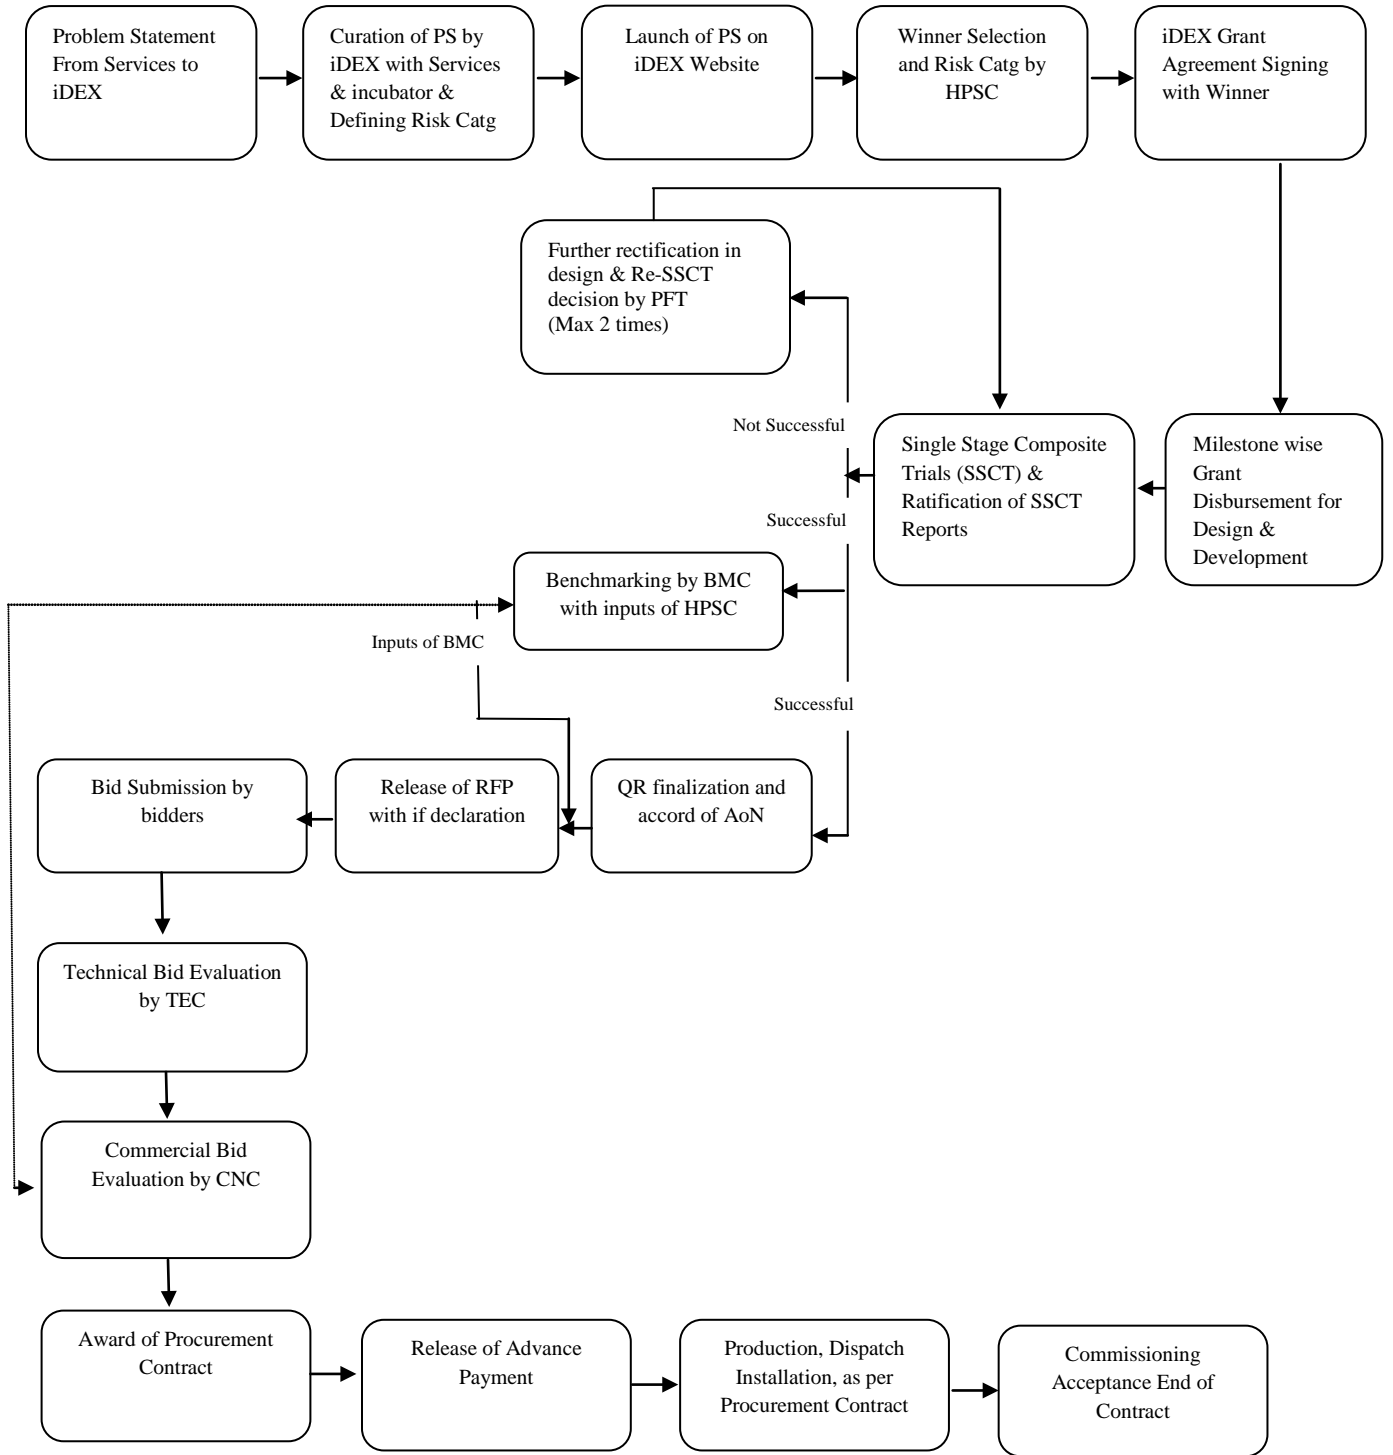 Problem Statement
From Services to
iDEX
Curation of PS by
iDEX with Services
& incubator &
Defining Risk Catg
Launch of PS on
iDEX Website
Winner Selection
and Risk Catg by
HPSC
iDEX Grant
Agreement Signing
with Winner
Further rectification in
design & Re-SSCT
decision by PFT
(Max 2 times)
Not Successful
Single Stage Composite
Trials (SSCT) &
Ratification of SSCT
Reports
Milestone wise
Grant
Disbursement for
Design &
Development
Successful
Benchmarking by BMC
with inputs of HPSC
Inputs of BMC
Successful
Bid Submission by
bidders
Release of RFP
with if declaration
QR finalization and
accord of AoN
Technical Bid Evaluation
by TEC
Commercial Bid
Evaluation by CNC
Award of Procurement
Contract
Release of Advance
Payment
Production, Dispatch
Installation, as per
Procurement Contract
Commissioning
Acceptance End of
Contract